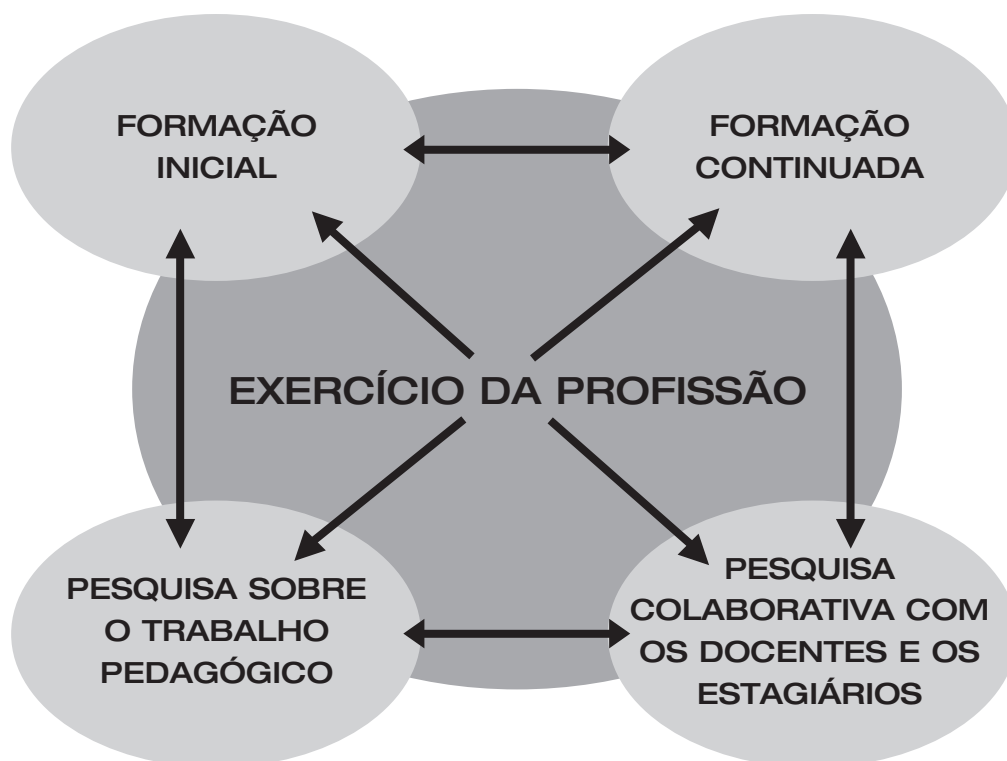 FORMAÇÃO
INICIAL
FORMAÇÃO
CONTINUADA
EXERCÍCIO DA PROFISSÃO
PESQUISA SOBRE
O TRABALHO
PEDAGÓGICO
PESQUISA
COLABORATIVA COM
OS DOCENTES E OS
ESTAGIÁRIOS